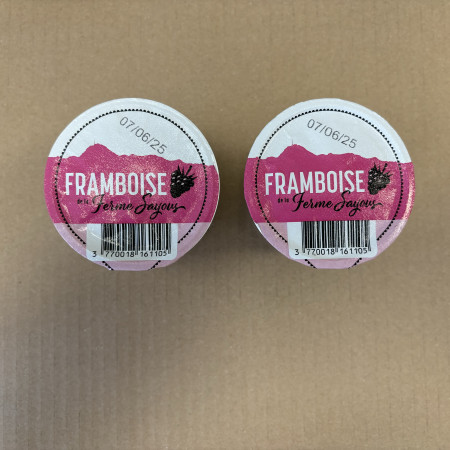 07/06/25
FRAMBOISE
de la Ferme Sayous
3 770018 161105
07/06/25
FRAMBOISE
de la Ferme Sayous
3 770018 161105